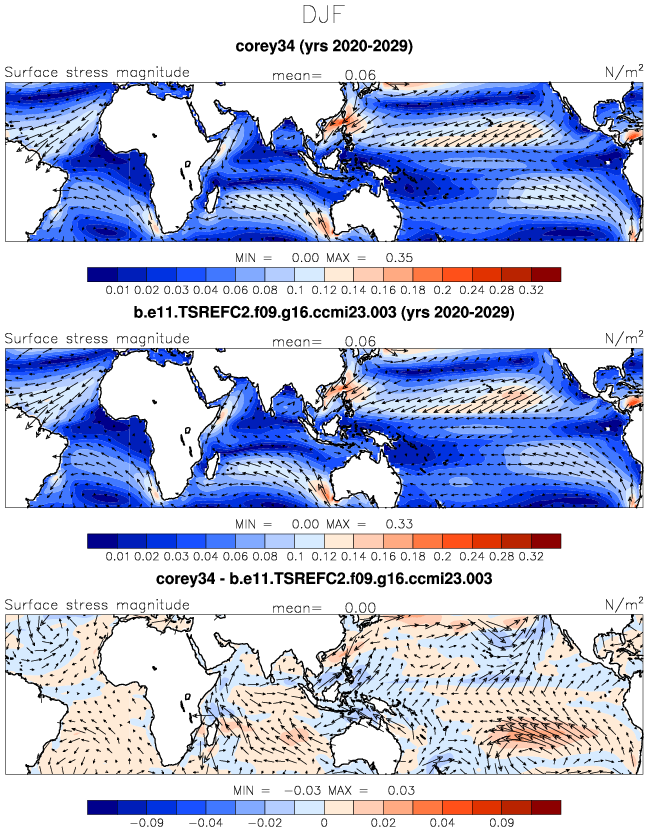 DJF
corey34 (yrs 2020-2029)
Surface stress magnitude mean= 0.06 N/m²
MIN = 0.00 MAX = 0.35
0.01 0.02 0.03 0.04 0.06 0.08 0.1 0.12 0.14 0.16 0.18 0.2 0.24 0.28 0.32
b.e11.TSREFC2.f09.g16.ccmi23.003 (yrs 2020-2029)
Surface stress magnitude mean= 0.06 N/m²
MIN = 0.00 MAX = 0.33
0.01 0.02 0.03 0.04 0.06 0.08 0.1 0.12 0.14 0.16 0.18 0.2 0.24 0.28 0.32
corey34 - b.e11.TSREFC2.f09.g16.ccmi23.003
Surface stress magnitude mean= 0.00 N/m²
MIN = −0.03 MAX = 0.03
−0.09 −0.04 −0.02 0 0.02 0.04 0.09